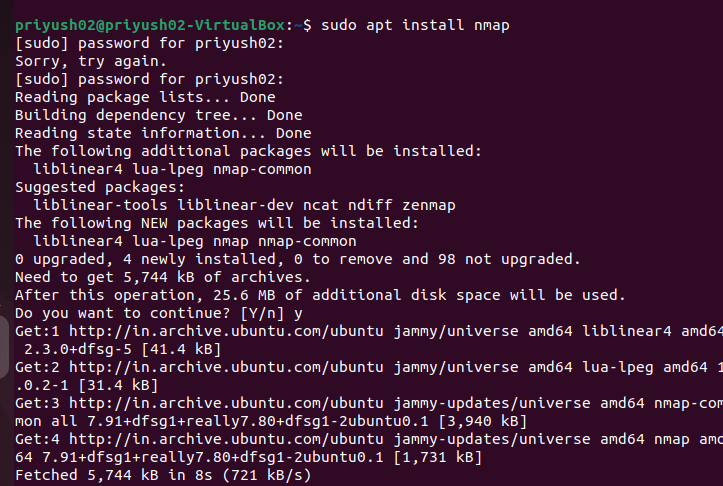 priyush02@priyush02-VirtualBox:~$ sudo apt install nmap
[sudo] password for priyush02:
Sorry, try again.
[sudo] password for priyush02:
Reading package lists... Done
Building dependency tree... Done
Reading state information... Done
The following additional packages will be installed:
  liblinear4 lua-lpeg nmap-common
Suggested packages:
  liblinear-tools liblinear-dev ncat ndiff zenmap
The following NEW packages will be installed:
  liblinear4 lua-lpeg nmap nmap-common
0 upgraded, 4 newly installed, 0 to remove and 98 not upgraded.
Need to get 5,744 kB of archives.
After this operation, 25.6 MB of additional disk space will be used.
Do you want to continue? [Y/n] y
Get:1 http://in.archive.ubuntu.com/ubuntu jammy/universe amd64 liblinear4 amd64
 2.3.0+dfsg-5 [41.4 kB]
Get:2 http://in.archive.ubuntu.com/ubuntu jammy/universe amd64 lua-lpeg amd64 1
.0.2-1 [31.4 kB]
Get:3 http://in.archive.ubuntu.com/ubuntu jammy-updates/universe amd64 nmap-com
mon all 7.91+dfsg1+really7.80+dfsg1-2ubuntu0.1 [3,940 kB]
Get:4 http://in.archive.ubuntu.com/ubuntu jammy-updates/universe amd64 nmap amd
64 7.91+dfsg1+really7.80+dfsg1-2ubuntu0.1 [1,731 kB]
Fetched 5,744 kB in 8s (721 kB/s)